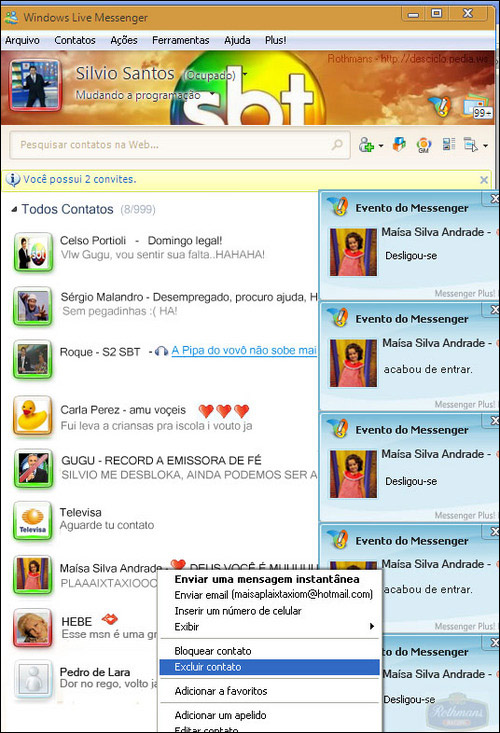 Windows Live Messenger
Arquivo Contatos Ações Ferramentas Ajuda Plus!
Rothmans - http://desciclo.pedia.ws
Silvio Santos (Ocupado)
Mudando a programação
sbt
99+
Pesquisar contatos na Web...
GM
Você possui 2 convites.
Todos Contatos (8/999)
Celso Portioli - Domingo legal!
Vlw Gugu, vou sentir sua falta..HAHAHA!
Sérgio Malandro - Desempregado, procuro ajuda, H
Sem pegadinhas :( HA!
Roque - S2 SBT - A Pipa do vovô não sobe mai
Carla Perez - amu voçeis
Fui leva a criansas pra iscola i vouto ja
GUGU - RECORD A EMISSORA DE FÉ
SILVIO ME DESBLOKA, AINDA PODEMOS SER A
Televisa
Televisa
Aguarde tu contato
Maísa Silva Andrade - DEUS VOCÊ É MUUUUU
PLAAAIXTAXIOOO
HEBE
Esse msn é uma gr
Pedro de Lara
Dor no rego, volto ja
Evento do Messenger
Maísa Silva Andrade -
Desligou-se
Messenger Plus!
Evento do Messenger
Maísa Silva Andrade -
acabou de entrar.
Messenger Plus!
Evento do Messenger
Maísa Silva Andrade -
Desligou-se
Messenger Plus!
Evento do Messenger
Maísa Silva Andrade -
acabou de entrar.
Messenger Plus!
Evento do Messenger
Maísa Silva Andrade -
Desligou-se
Enviar uma mensagem instantânea
Enviar email (maisaplaixtaxiom@hotmail.com)
Inserir um número de celular
Exibir
Bloquear contato
Excluir contato
Adicionar a favoritos
Adicionar um apelido
Editar contato
Rothmans